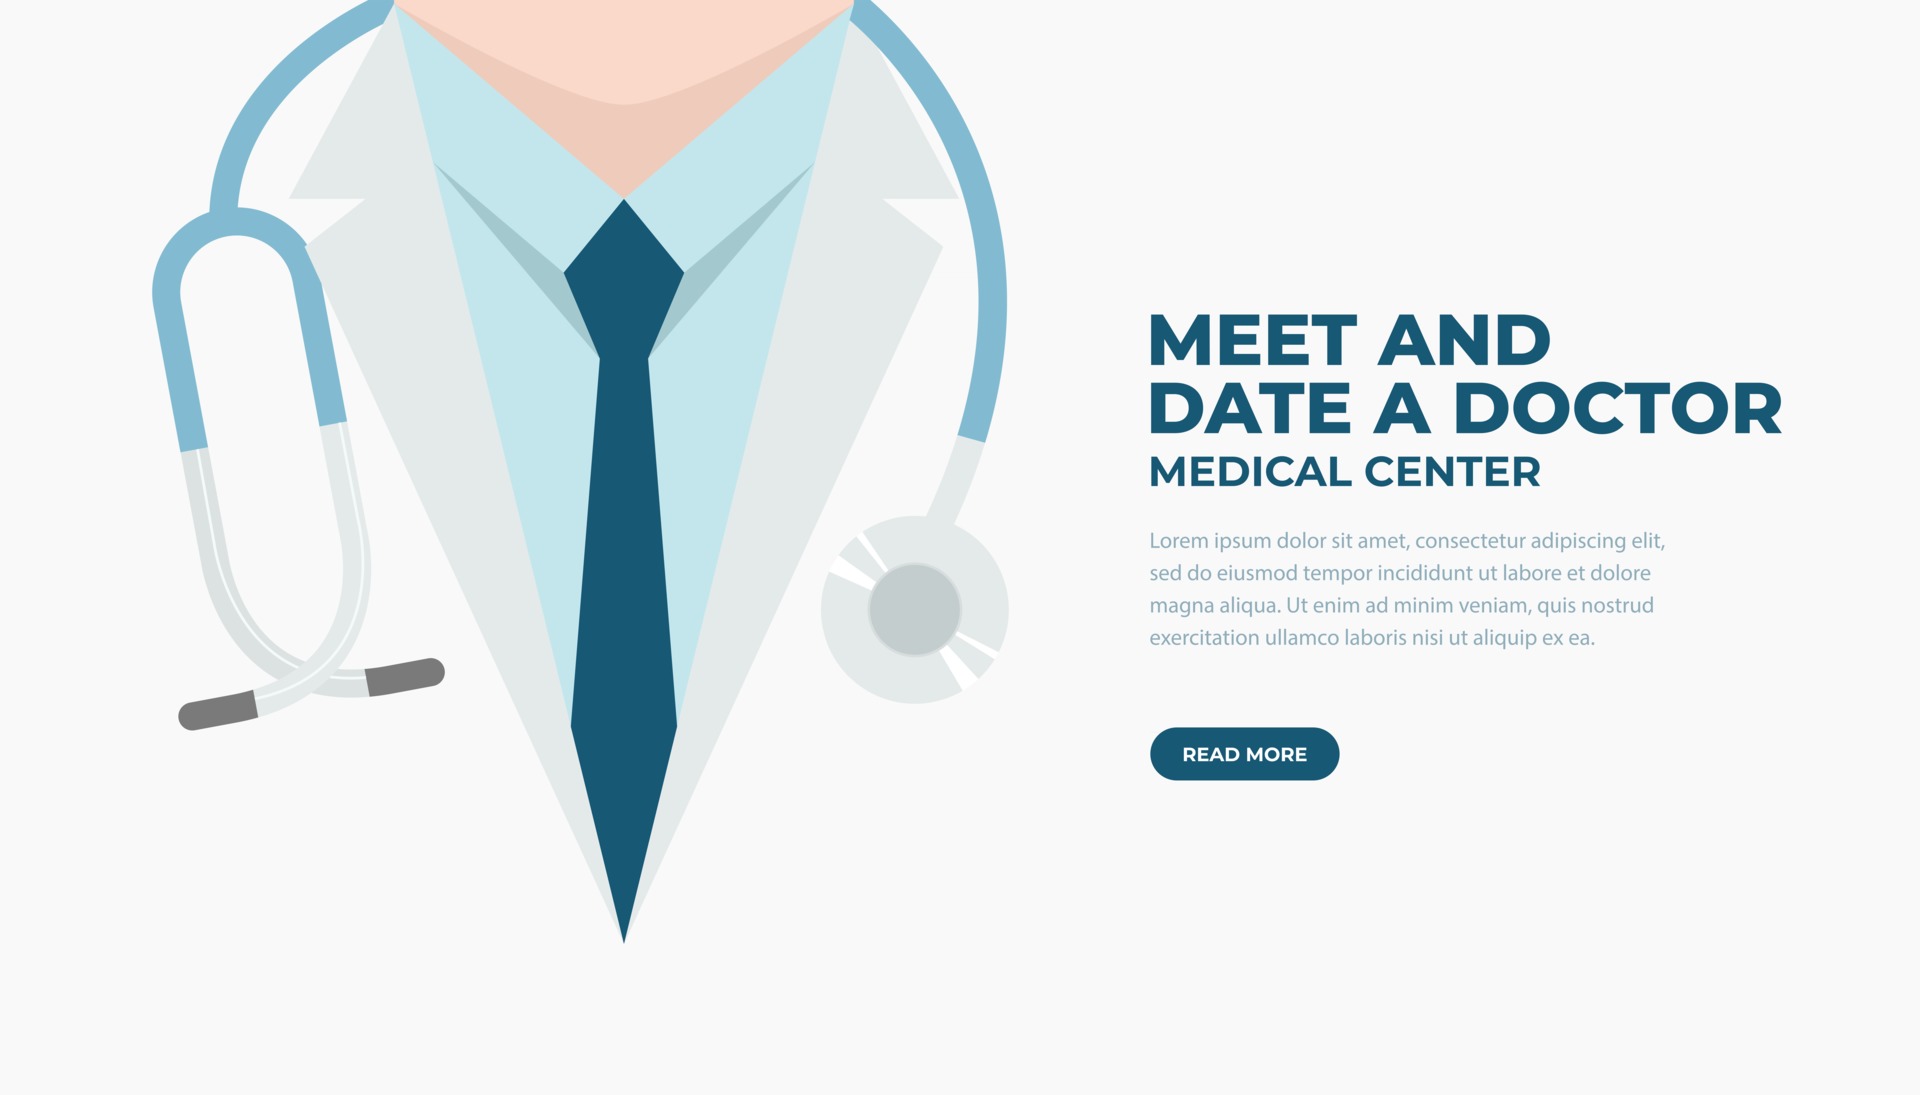 MEET AND
DATE A DOCTOR
MEDICAL CENTER
Lorem ipsum dolor sit amet, consectetur adipiscing elit,
sed do eiusmod tempor incididunt ut labore et dolore
magna aliqua. Ut enim ad minim veniam, quis nostrud
exercitation ullamco laboris nisi ut aliquip ex ea.
READ MORE